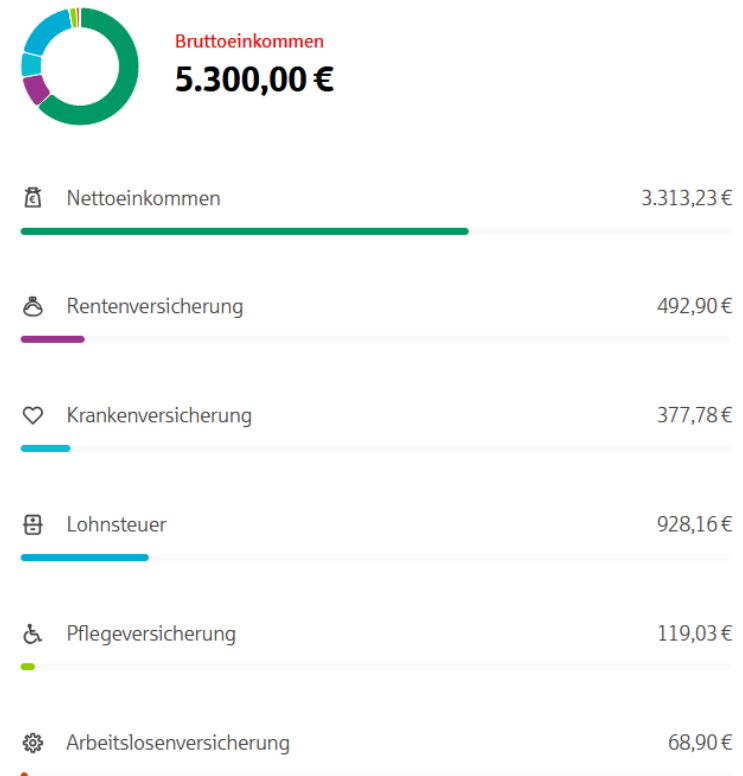 Bruttoeinkommen
5.300,00 €
Nettoeinkommen 3.313,23 €
Rentenversicherung 492,90 €
Krankenversicherung 377,78 €
Lohnsteuer 928,16 €
Pflegeversicherung 119,03 €
Arbeitslosenversicherung 68,90 €